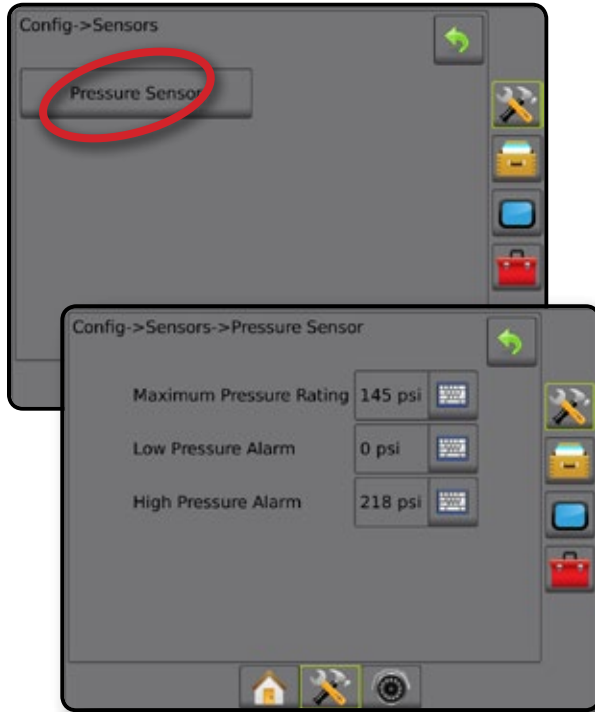 Config->Sensors
Pressure Sensor
Config->Sensors->Pressure Sensor
Maximum Pressure Rating 145 psi
Low Pressure Alarm 0 psi
High Pressure Alarm 218 psi